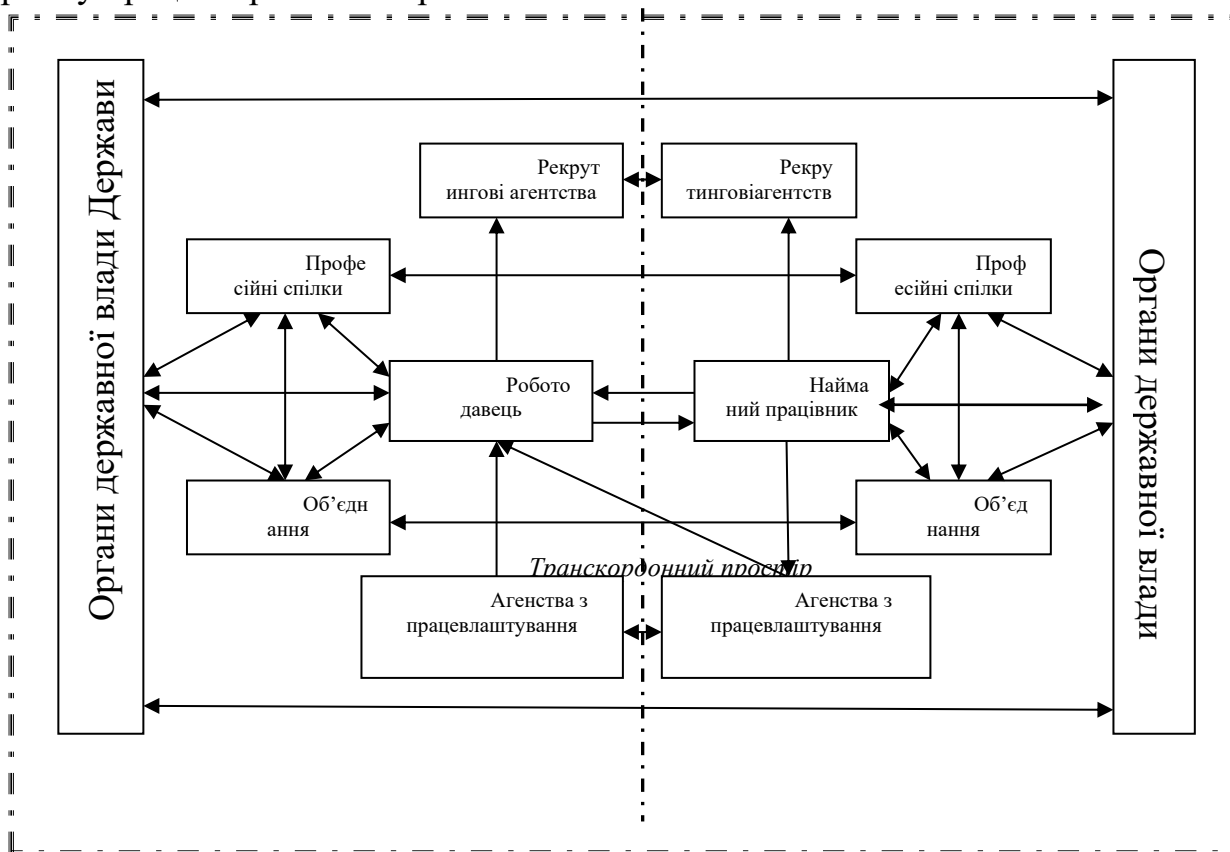 Органи державної влади Держави
Рекрут
ингові агентства
Рекру
тинговіагентств
Профе
сійні спілки
Проф
есійні спілки
Робото
давець
Найма
ний працівник
Об’єдн
ання
Об’єд
нання
Транскордонний простір
Агенства з
працевлаштування
Агенства з
працевлаштування
Органи державної влади